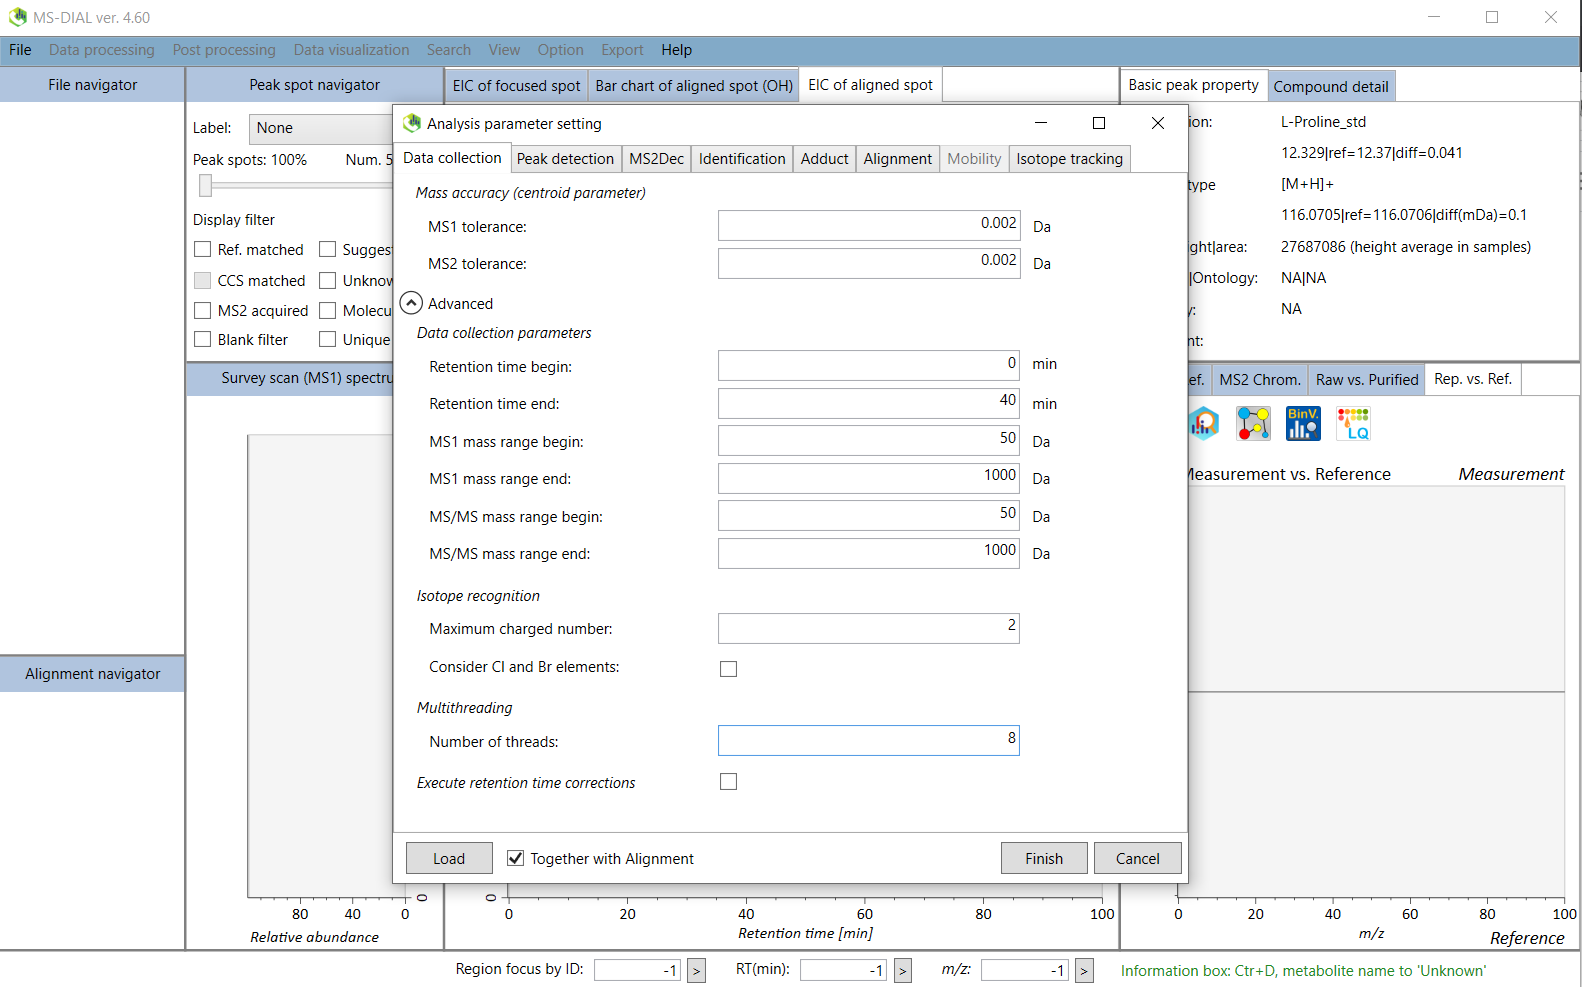 MS-DIAL ver. 4.60
File Data processing Post processing Data visualization Search View Option Export Help
File navigator
Peak spot navigator
EIC of focused spot Bar chart of aligned spot (OH) EIC of aligned spot
Basic peak property Compound detail
Label: None
Peak spots: 100% Num. 5
Display filter
Ref. matched Sugges
CCS matched Unknow
MS2 acquired Molecu
Blank filter Unique
Survey scan (MS1) spectru
Analysis parameter setting
Data collection Peak detection MS2Dec Identification Adduct Alignment Mobility Isotope tracking
Mass accuracy (centroid parameter)
MS1 tolerance: 0.002 Da
MS2 tolerance: 0.002 Da
Advanced
Data collection parameters
Retention time begin: 0 min
Retention time end: 40 min
MS1 mass range begin: 50 Da
MS1 mass range end: 1000 Da
MS/MS mass range begin: 50 Da
MS/MS mass range end: 1000 Da
Isotope recognition
Maximum charged number: 2
Consider Cl and Br elements:
Multithreading
Number of threads: 8
Execute retention time corrections
Load Together with Alignment Finish Cancel
ion: L-Proline_std
12.329|ref=12.37|diff=0.041
type [M+H]+
116.0705|ref=116.0706|diff(mDa)=0.1
ght|area: 27687086 (height average in samples)
|Ontology: NA|NA
y: NA
nt:
ef. MS2 Chrom. Raw vs. Purified Rep. vs. Ref.
BinV.
LQ
Measurement vs. Reference Measurement
Alignment navigator
80 40 0 0
Relative abundance
0
0 20 40 60 80 100
Retention time [min]
0 20 40 60 80 100
m/z
Reference
Region focus by ID: -1 > RT(min): -1 > m/z: -1 >
Information box: Ctr+D, metabolite name to 'Unknown'